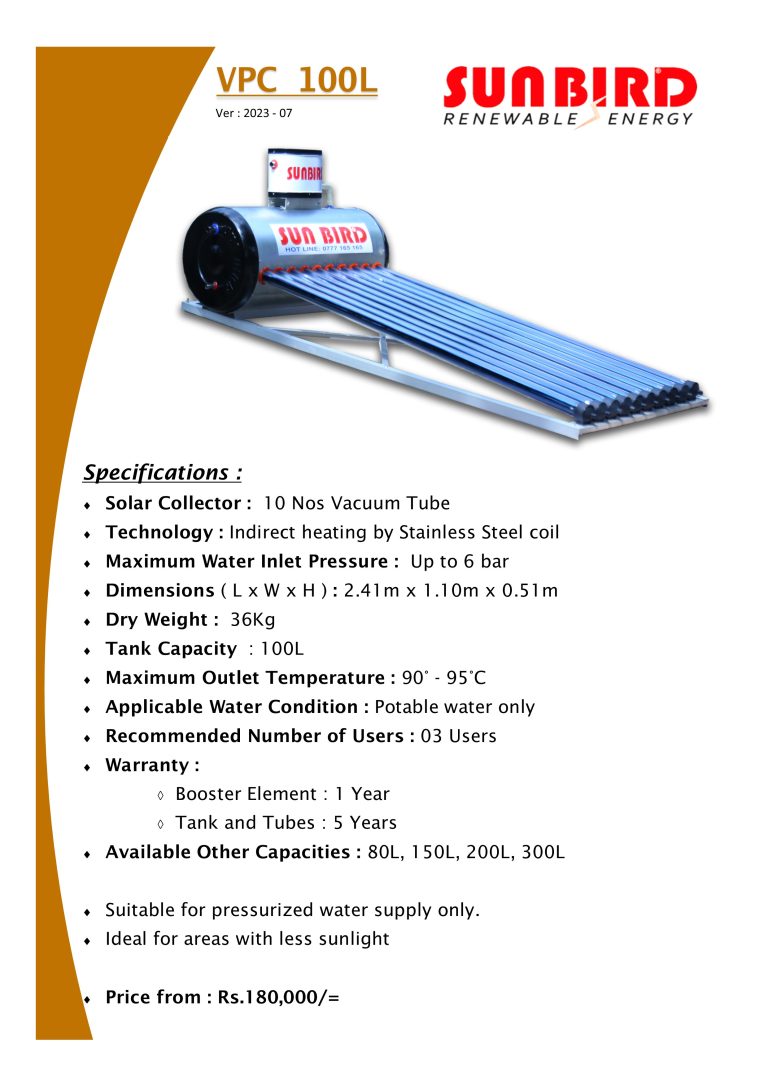 VPC 100L
Ver : 2023 - 07
SUNBIRD
RENEWABLE ENERGY
SUNBIRD
SUN BIRD
HOT LINE: 0777 165 165
Specifications :
Solar Collector : 10 Nos Vacuum Tube
Technology : Indirect heating by Stainless Steel coil
Maximum Water Inlet Pressure : Up to 6 bar
Dimensions ( L x W x H ) : 2.41m x 1.10m x 0.51m
Dry Weight : 36Kg
Tank Capacity : 100L
Maximum Outlet Temperature : 90˚ - 95˚C
Applicable Water Condition : Potable water only
Recommended Number of Users : 03 Users
Warranty :
Booster Element : 1 Year
Tank and Tubes : 5 Years
Available Other Capacities : 80L, 150L, 200L, 300L
Suitable for pressurized water supply only.
Ideal for areas with less sunlight
Price from : Rs.180,000/=